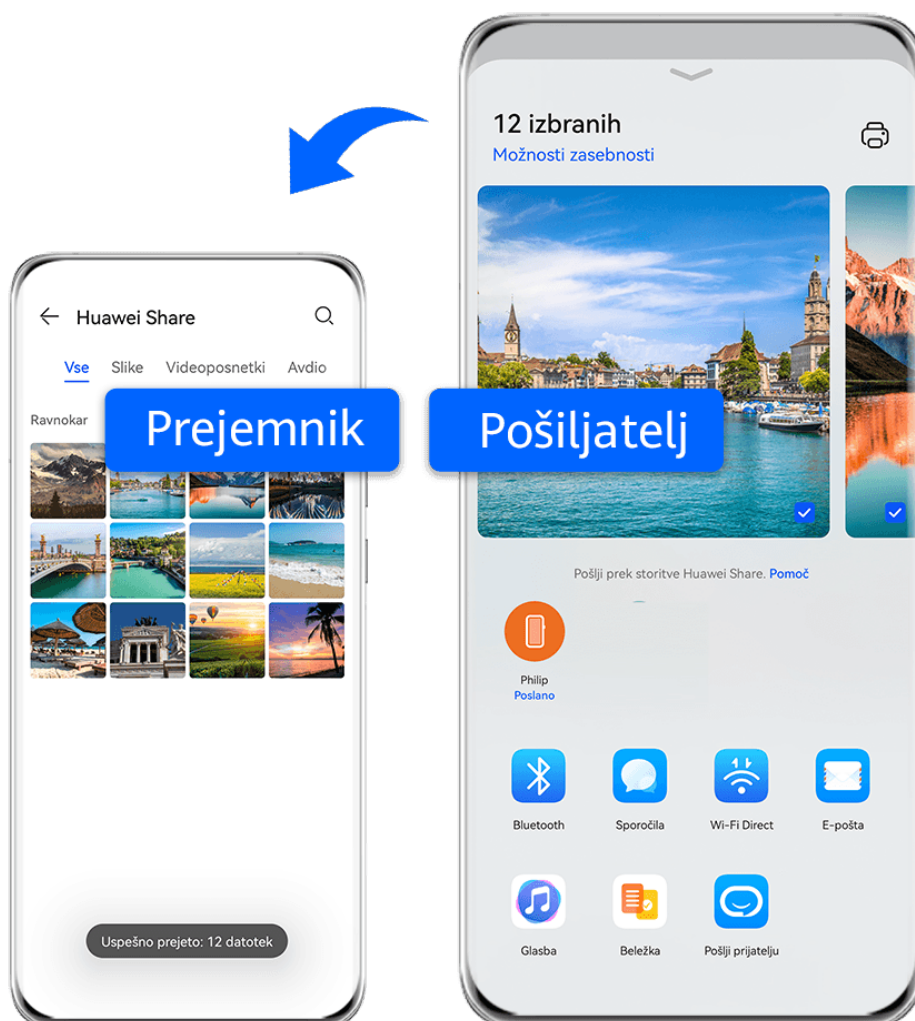 12 izbranih
Možnosti zasebnosti
Huawei Share
Vse Slike Videoposnetki Avdio
Ravnokar
Prejemnik
Pošiljatelj
Pošlji prek storitve Huawei Share. Pomoč
Philip
Poslano
Bluetooth Sporočila Wi-Fi Direct E-pošta
Glasba Beležka Pošlji prijatelju
Uspešno prejeto: 12 datotek